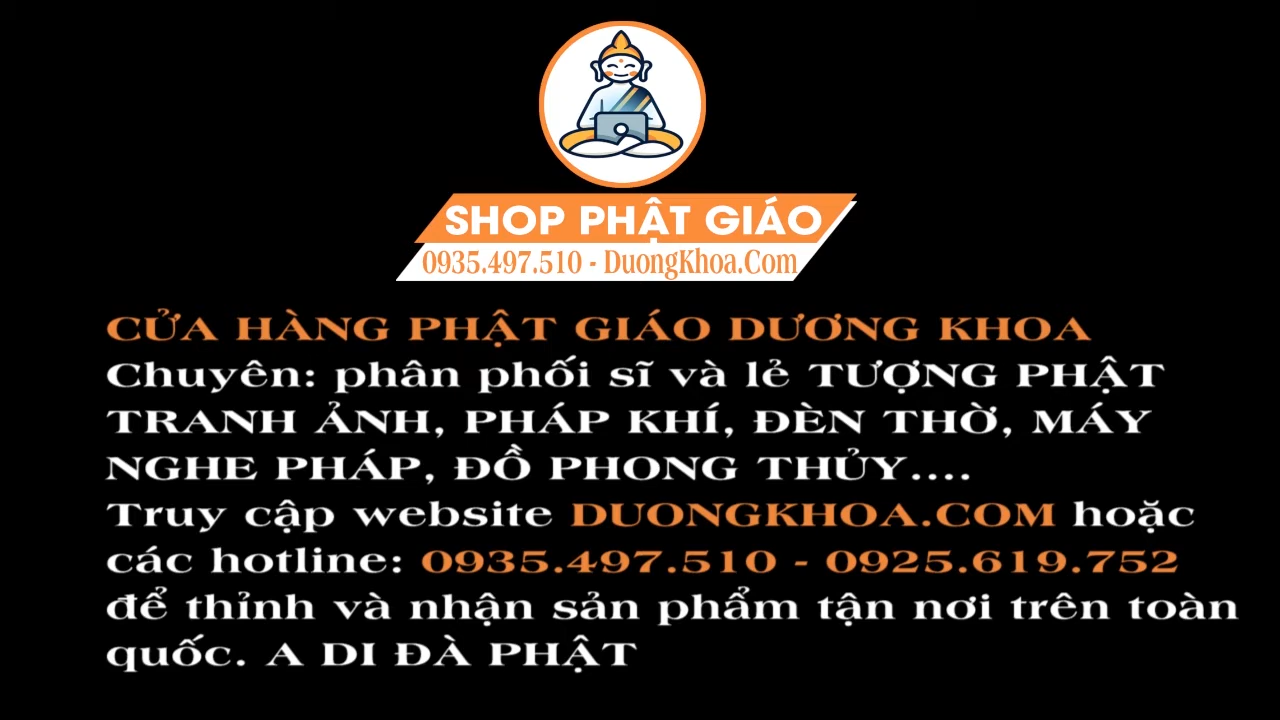 SHOP PHẬT GIÁO
0935.497.510 - DuongKhoa.Com
CỬA HÀNG PHẬT GIÁO DƯƠNG KHOA
Chuyên: phân phối sĩ và lẻ TƯỢNG PHẬT
TRANH ẢNH, PHÁP KHÍ, ĐÈN THỜ, MÁY
NGHE PHÁP, ĐỒ PHONG THỦY....
Truy cập website DUONGKHOA.COM hoặc
các hotline: 0935.497.510 - 0925.619.752
để thỉnh và nhận sản phẩm tận nơi trên toàn
quốc. A DI ĐÀ PHẬT